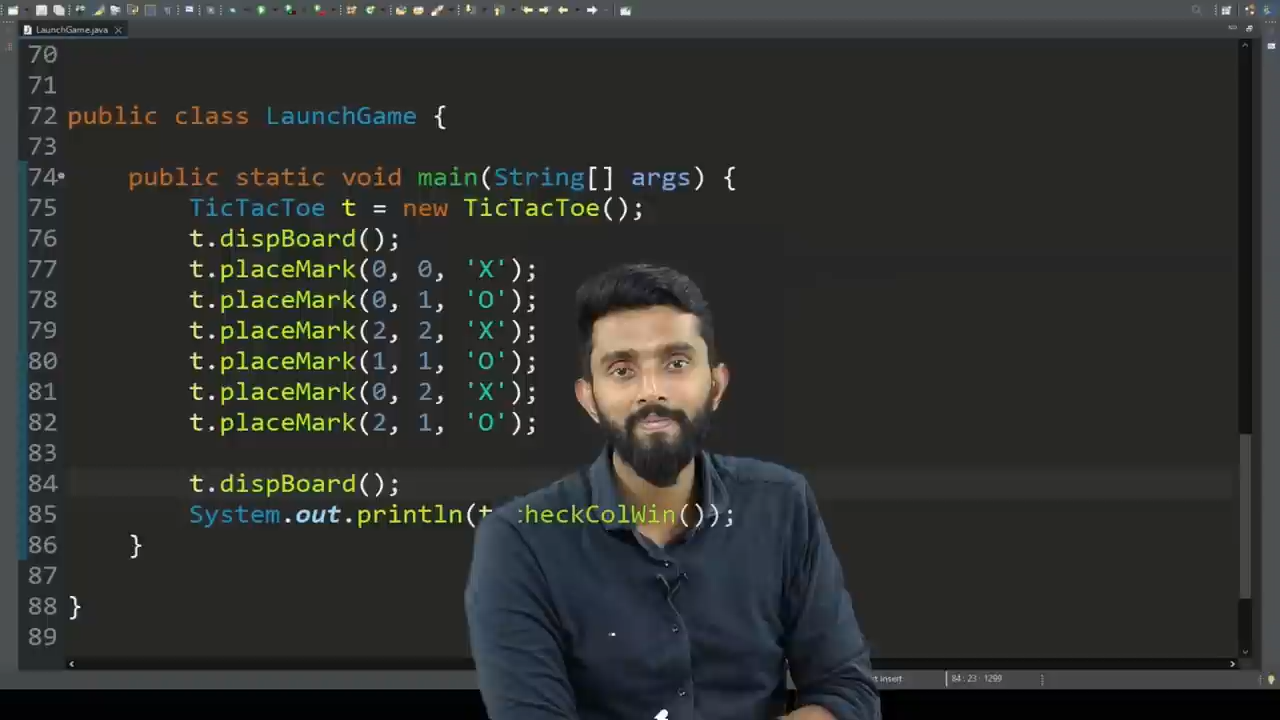 LaunchGame.java
70
71
72 public class LaunchGame {
73
74 public static void main(String[] args) {
75 TicTacToe t = new TicTacToe();
76 t.dispBoard();
77 t.placeMark(0, 0, 'X');
78 t.placeMark(0, 1, 'O');
79 t.placeMark(2, 2, 'X');
80 t.placeMark(1, 1, 'O');
81 t.placeMark(0, 2, 'X');
82 t.placeMark(2, 1, 'O');
83
84 t.dispBoard();
85 System.out.println(t heckColWin());
86 }
87
88 }
89
rt insert 84 : 23 : 1299